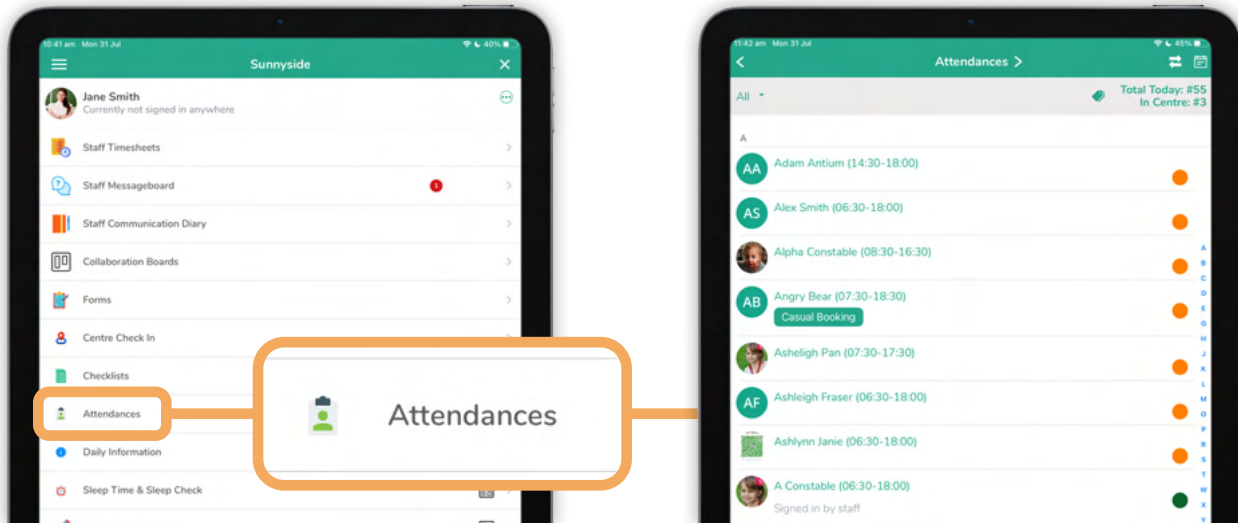 10:41 am Mon 31 Jul
40%
Sunnyside
Jane Smith
Currently not signed in anywhere
Staff Timesheets
Staff Messageboard
1
Staff Communication Diary
Collaboration Boards
Forms
Centre Check In
Checklists
Attendances
Daily Information
Sleep Time & Sleep Check
Attendances
11:42 am Mon 31 Jul
45%
Attendances >
All
Total Today: #55
In Centre: #3
A
AA
Adam Antium (14:30-18:00)
AS
Alex Smith (06:30-18:00)
Alpha Constable (08:30-16:30)
AB
Angry Bear (07:30-18:30)
Casual Booking
Asheligh Pan (07:30-17:30)
AF
Ashleigh Fraser (06:30-18:00)
Ashlynn Janie (06:30-18:00)
A Constable (06:30-18:00)
Signed in by staff
A
B
C
D
E
G
H
J
K
L
M
O
P
R
S
T
W
X
Y